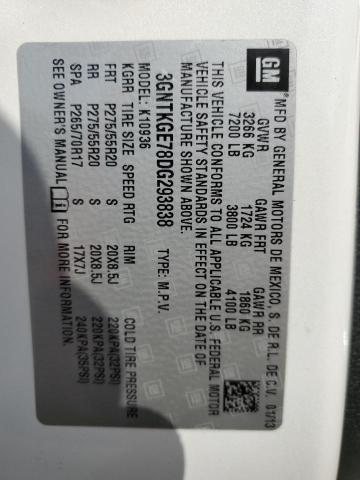 GM
MFD BY GENERAL MOTORS DE MEXICO, S. DE R.L. DE C.V. 01/13
GVWR GAWR FRT GAWR RR
3266 KG 1724 KG 1860 KG
7200 LB 3800 LB 4100 LB
THIS VEHICLE CONFORMS TO ALL APPLICABLE U.S. FEDERAL MOTOR
VEHICLE SAFETY STANDARDS IN EFFECT ON THE DATE OF
MANUFACTURE SHOWN ABOVE.
3GNTKGE78DG293838 TYPE: M.P.V.
MODEL: K10936
KGRR TIRE SIZE SPEED RTG RIM COLD TIRE PRESSURE
FRT P275/55R20 S 20X8.5J 220KPA(32PSI)
RR P275/55R20 S 20X8.5J 220KPA(32PSI)
SPA P265/70R17 S 17X7J 240KPA(35PSI)
SEE OWNER'S MANUAL FOR MORE INFORMATION.